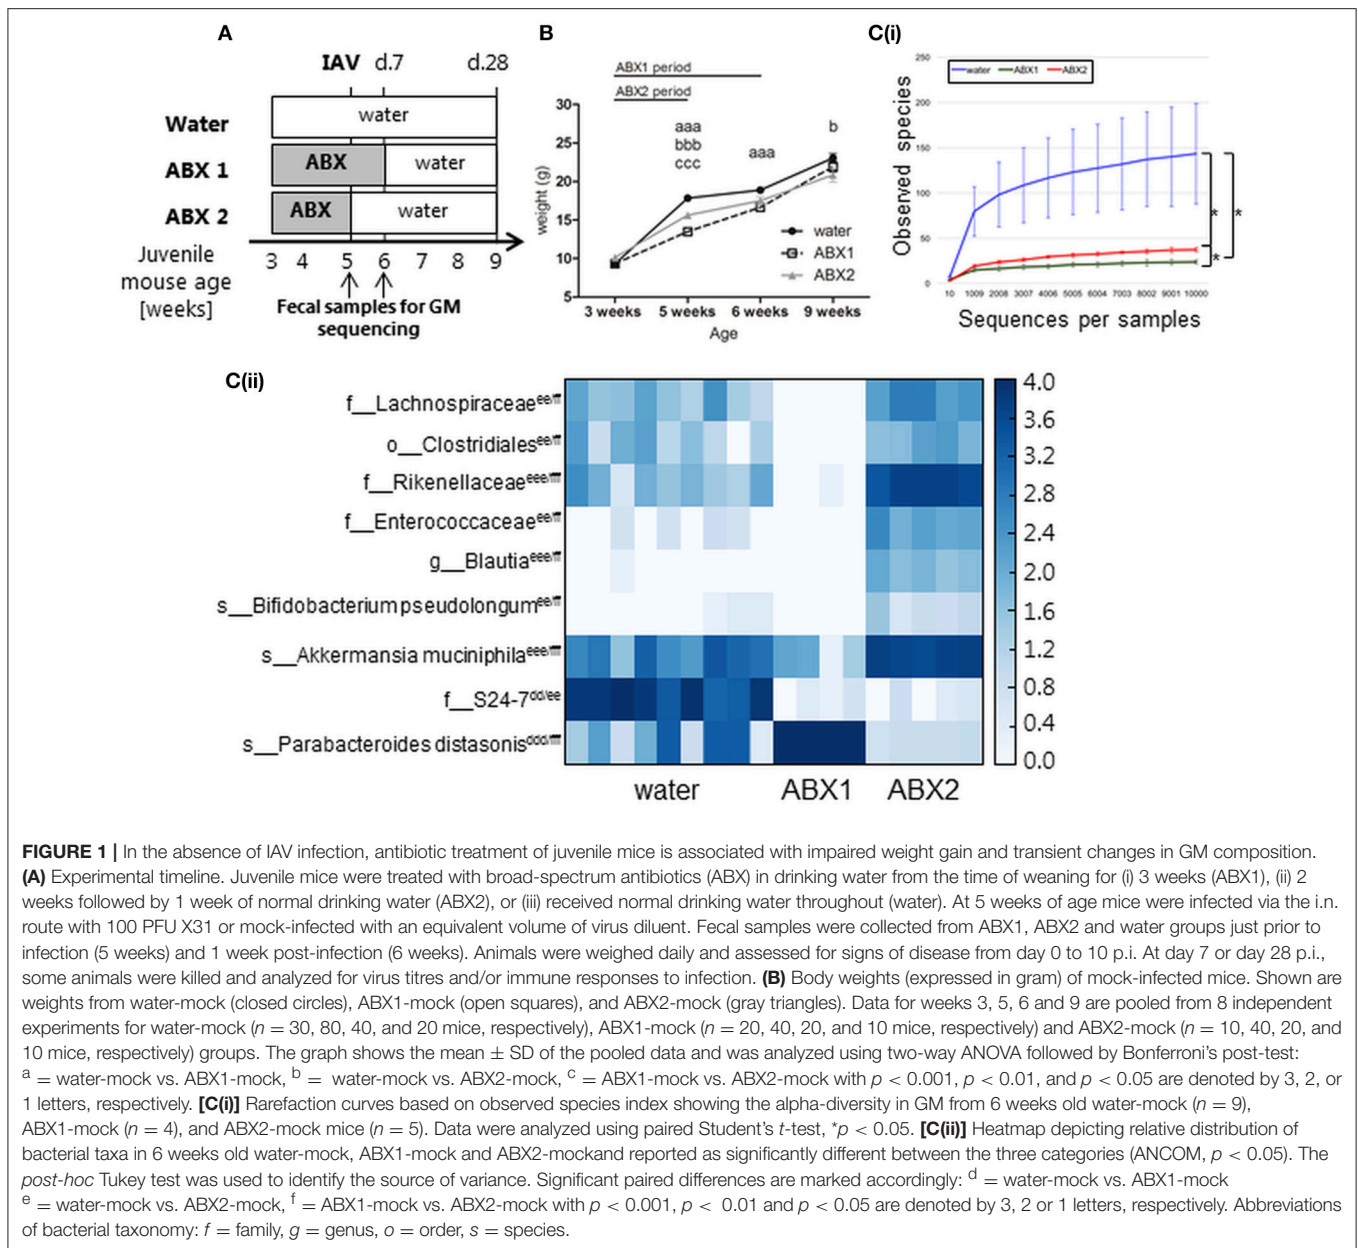 A
IAV d.7 d.28
Water
water
ABX 1
ABX
water
ABX 2
ABX
water
Juvenile
mouse age
[weeks]
3 4 5 6 7 8 9
Fecal samples for GM
sequencing
B
ABX1 period
ABX2 period
30
25
20
15
10
5
weight (g)
aaa
bbb
ccc
aaa
b
water
ABX1
ABX2
3 weeks 5 weeks 6 weeks 9 weeks
Age
C(i)
water ABX1 ABX2
250
200
150
100
50
0
Observed species
* * *
10 1009 2008 3007 4006 5005 6004 7003 8002 9001 10000
Sequences per samples
C(ii)
f__Lachnospiraceae
o__Clostridiales
f__Rikenellaceae
f__Enterococcaceae
g__Blautia
s__Bifidobacterium pseudolongum
s__Akkermansia muciniphila
f__S24-7 dd/ee
s__Parabacteroides distasonis
water ABX1 ABX2
4.0
3.6
3.2
2.8
2.4
2.0
1.6
1.2
0.8
0.4
0.0
FIGURE 1 | In the absence of IAV infection, antibiotic treatment of juvenile mice is associated with impaired weight gain and transient changes in GM composition.
(A) Experimental timeline. Juvenile mice were treated with broad-spectrum antibiotics (ABX) in drinking water from the time of weaning for (i) 3 weeks (ABX1), (ii) 2
weeks followed by 1 week of normal drinking water (ABX2), or (iii) received normal drinking water throughout (water). At 5 weeks of age mice were infected via the i.n.
route with 100 PFU X31 or mock-infected with an equivalent volume of virus diluent. Fecal samples were collected from ABX1, ABX2 and water groups just prior to
infection (5 weeks) and 1 week post-infection (6 weeks). Animals were weighed daily and assessed for signs of disease from day 0 to 10 p.i. At day 7 or day 28 p.i.,
some animals were killed and analyzed for virus titres and/or immune responses to infection. (B) Body weights (expressed in gram) of mock-infected mice. Shown are
weights from water-mock (closed circles), ABX1-mock (open squares), and ABX2-mock (gray triangles). Data for weeks 3, 5, 6 and 9 are pooled from 8 independent
experiments for water-mock (n = 30, 80, 40, and 20 mice, respectively), ABX1-mock (n = 20, 40, 20, and 10 mice, respectively) and ABX2-mock (n = 10, 40, 20, and
10 mice, respectively) groups. The graph shows the mean ± SD of the pooled data and was analyzed using two-way ANOVA followed by Bonferroni's post-test:
a = water-mock vs. ABX1-mock, b = water-mock vs. ABX2-mock, c = ABX1-mock vs. ABX2-mock with p < 0.001, p < 0.01, and p < 0.05 are denoted by 3, 2, or
1 letters, respectively. [C(i)] Rarefaction curves based on observed species index showing the alpha-diversity in GM from 6 weeks old water-mock (n = 9),
ABX1-mock (n = 4), and ABX2-mock mice (n = 5). Data were analyzed using paired Student's t-test, *p < 0.05. [C(ii)] Heatmap depicting relative distribution of
bacterial taxa in 6 weeks old water-mock, ABX1-mock and ABX2-mockand reported as significantly different between the three categories (ANCOM, p < 0.05). The
post-hoc Tukey test was used to identify the source of variance. Significant paired differences are marked accordingly: d = water-mock vs. ABX1-mock
e = water-mock vs. ABX2-mock, f = ABX1-mock vs. ABX2-mock with p < 0.001, p < 0.01 and p < 0.05 are denoted by 3, 2 or 1 letters, respectively. Abbreviations
of bacterial taxonomy: f = family, g = genus, o = order, s = species.